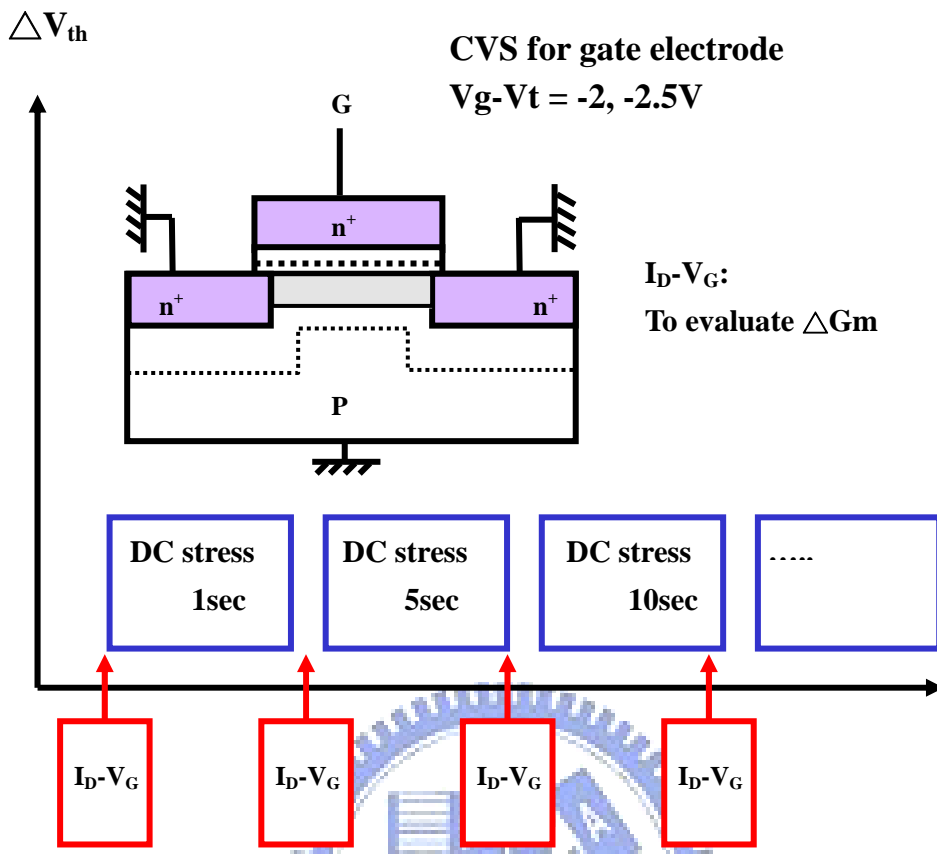 △Vth
CVS for gate electrode
Vg-Vt = -2, -2.5V
G
n+
n+
n+
ID-VG:
To evaluate △Gm
P
DC stress
1sec
DC stress
5sec
DC stress
10sec
.....
ID-VG
ID-VG
ID-VG
ID-VG
A